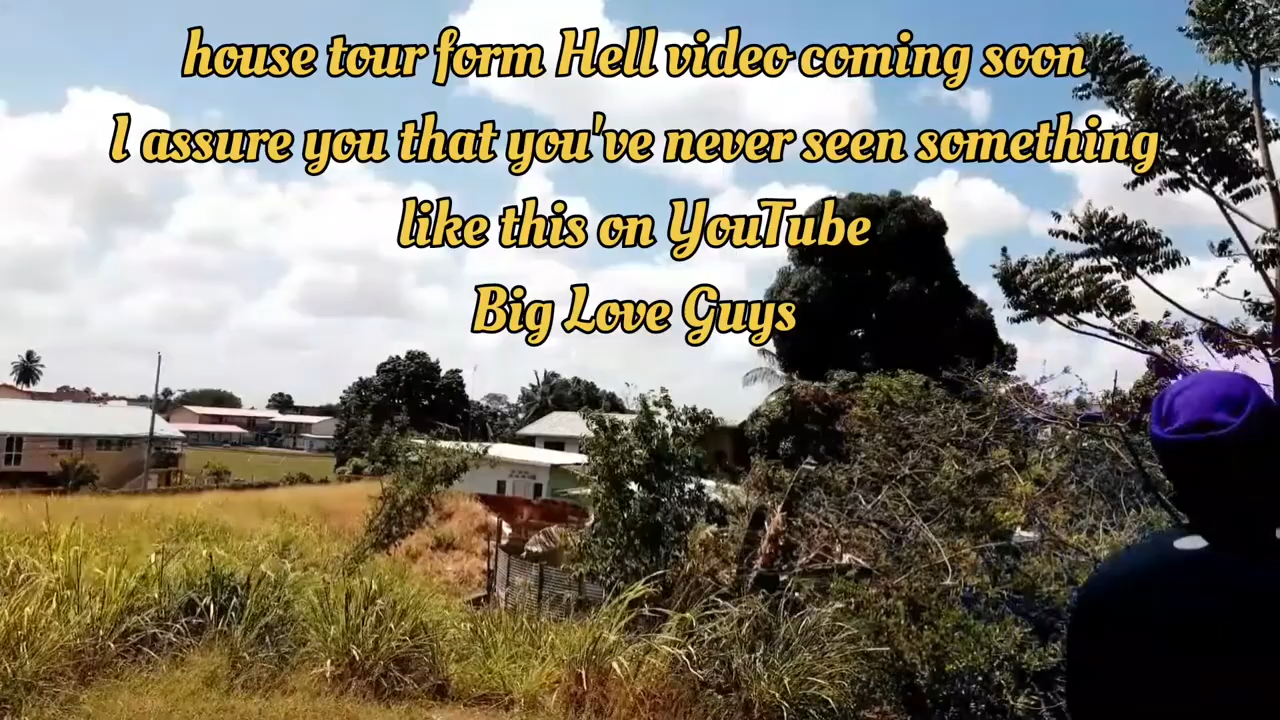 house tour form Hell video coming soon
I assure you that you've never seen something
like this on YouTube
Big Love Guys